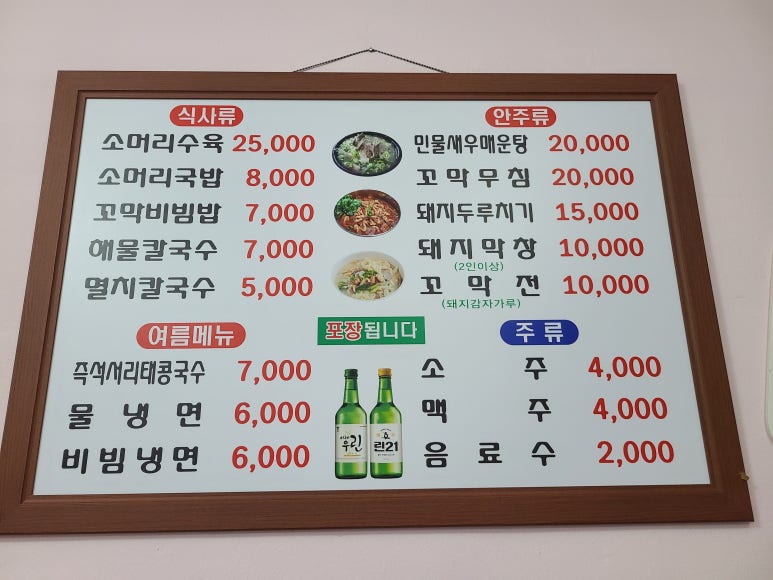 식사류
소머리수육 25,000
소머리국밥 8,000
꼬막비빔밥 7,000
해물칼국수 7,000
멸치칼국수 5,000
안주류
민물새우매운탕 20,000
꼬막무침 20,000
돼지두루치기 15,000
돼지막창 10,000
(2인이상)
꼬막전 10,000
(돼지감자가루)
여름메뉴
즉석서리태콩국수 7,000
물냉면 6,000
비빔냉면 6,000
포장됩니다
우린
린21
주류
소주 4,000
맥주 4,000
음료수 2,000